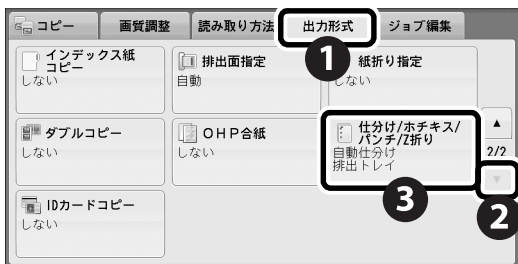 コピー 画質調整 読み取り方法 出力形式 ジョブ編集
インデックス紙
コピー
しない
排出面指定
自動
1
紙折り指定
しない
ダブルコピー
しない
OHP合紙
しない
仕分け/ホチキス/
パンチ/Z折り
自動仕分け
排出トレイ
▲
2/2
▼
2
3
IDカードコピー
しない